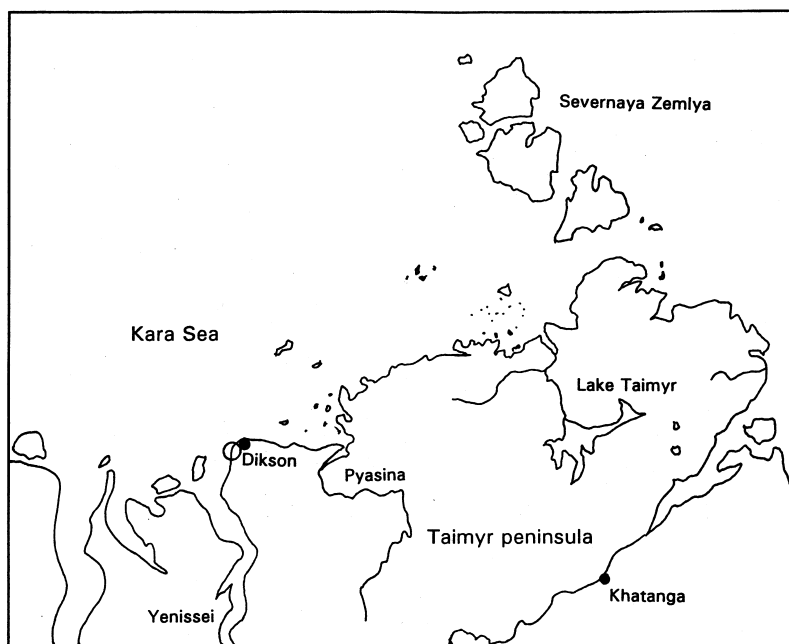 Severnaya Zemlya
Kara Sea
Lake Taimyr
Dikson
Pyasina
Taimyr peninsula
Khatanga
Yenissei